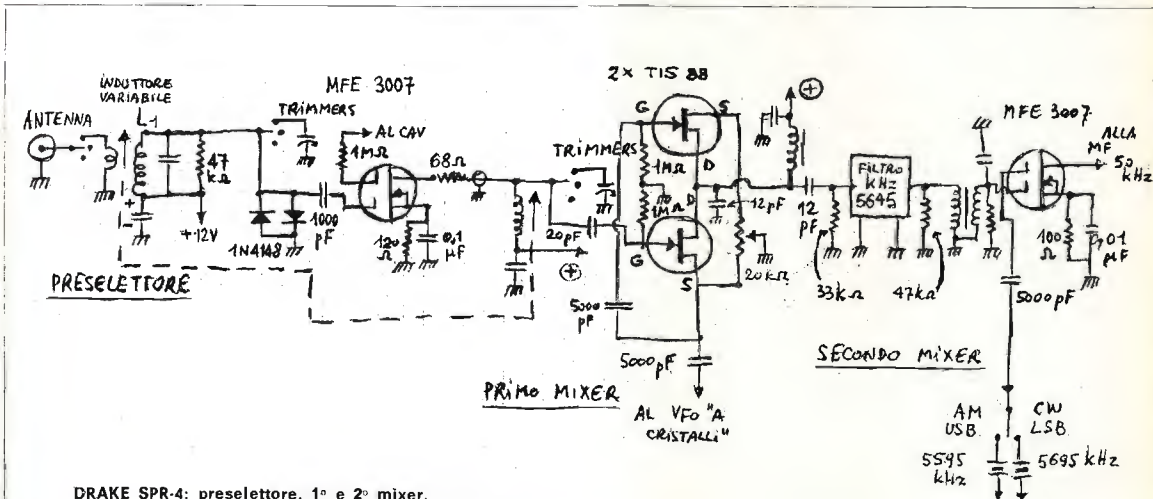 ANTENNA
INDUTTORE
VARIABILE
L1
47
kΩ
+
+12V
TRIMMERS
1N4148
1000
pF
MFE 3007
AL CAV
1MΩ
68Ω
120
Ω
0,1
µF
PRESELETTORE
+
20pF
TRIMMERS
2x TIS 88
G
S
D
1MΩ
1MΩ
D
G
S
12pF
+
12
pF
20kΩ
5000
pF
5000pF
PRIMO MIXER
AL VFO "A
CRISTALLI"
33kΩ
FILTRO
kHz
5645
47kΩ
MFE 3007
ALLA
MF
50
kHz
100
Ω
0,01
µF
5000pF
SECONDO MIXER
AM
USB
CW
LSB
5595
kHz
5695 kHz
DRAKE SPR-4: preselettore, 1° e 2° mixer.